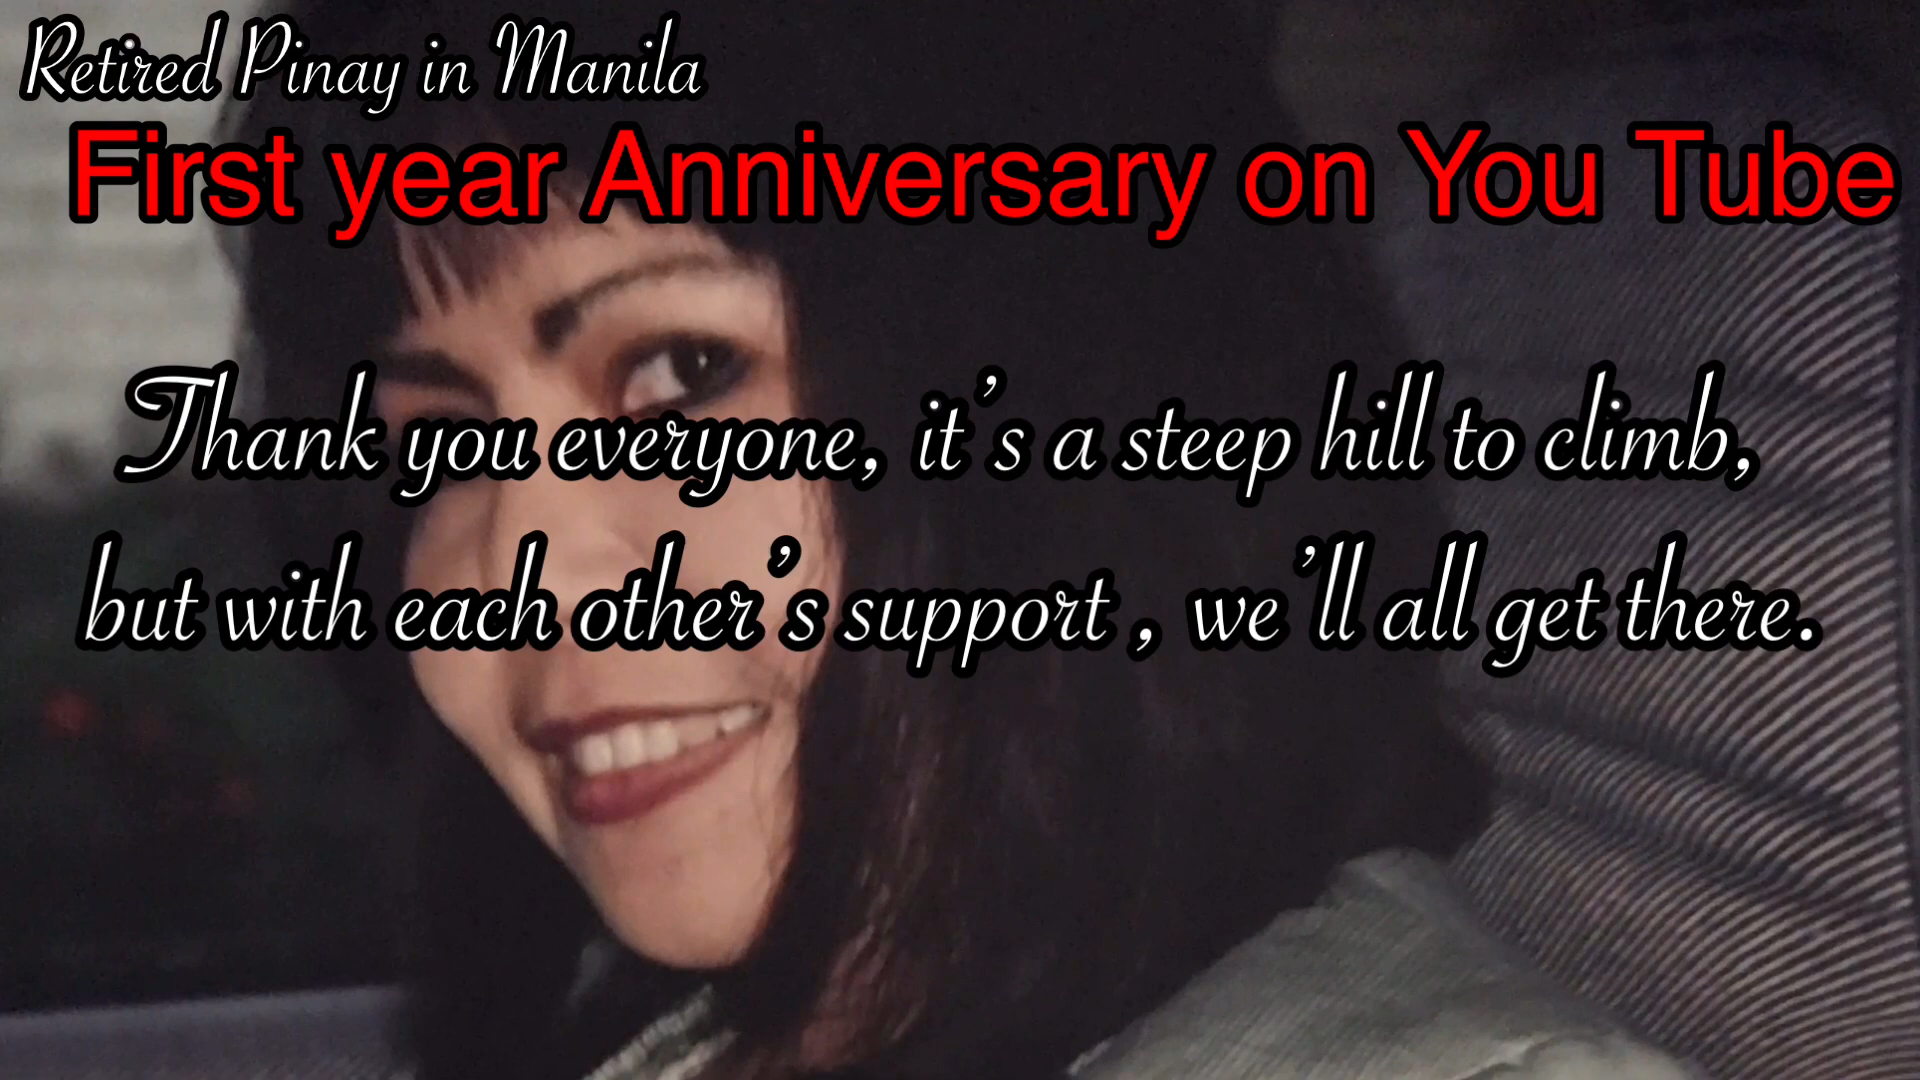 Retired Pinay in Manila
First year Anniversary on You Tube
Thank you everyone, it's a steep hill to climb,
but with each other's support , we'll all get there.